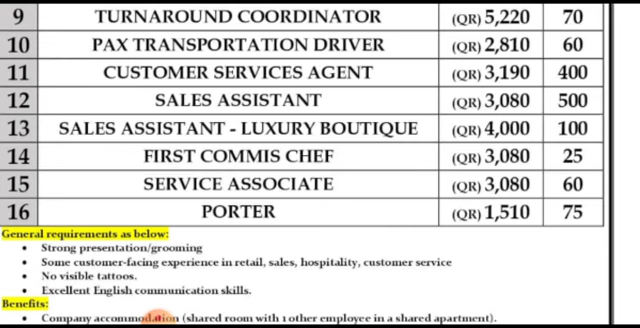 9 TURNAROUND COORDINATOR (QR) 5,220 70
10 PAX TRANSPORTATION DRIVER (QR) 2,810 60
11 CUSTOMER SERVICES AGENT (QR) 3,190 400
12 SALES ASSISTANT (QR) 3,080 500
13 SALES ASSISTANT - LUXURY BOUTIQUE (QR) 4,000 100
14 FIRST COMMIS CHEF (QR) 3,080 25
15 SERVICE ASSOCIATE (QR) 3,080 60
16 PORTER (QR) 1,510 75
General requirements as below:
• Strong presentation/grooming
• Some customer-facing experience in retail, sales, hospitality, customer service
• No visible tattoos.
• Excellent English communication skills.
Benefits:
• Company accommodation (shared room with 1 other employee in a shared apartment).